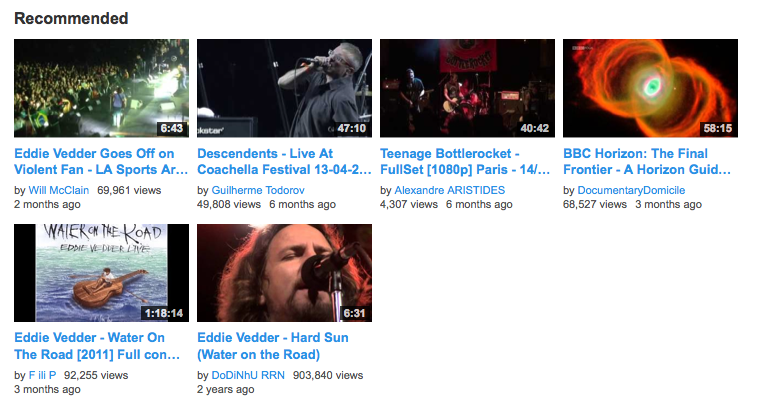 Recommended
6:43
47:10
40:42
58:15
Eddie Vedder Goes Off on
Violent Fan - LA Sports Ar...
by Will McClain 69,961 views
2 months ago
Descendents - Live At
Coachella Festival 13-04-2...
by Guilherme Todorov
49,808 views 6 months ago
Teenage Bottlerocket -
FullSet [1080p] Paris - 14/...
by Alexandre ARISTIDES
4,307 views 6 months ago
BBC Horizon: The Final
Frontier - A Horizon Guid...
by DocumentaryDomicile
68,527 views 3 months ago
WATER ON THE ROAD
EDDIE VEDDER LIVE
1:18:14
6:31
Eddie Vedder - Water On
The Road [2011] Full con...
by F ili P 92,255 views
3 months ago
Eddie Vedder - Hard Sun
(Water on the Road)
by DoDiNhU RRN 903,840 views
2 years ago